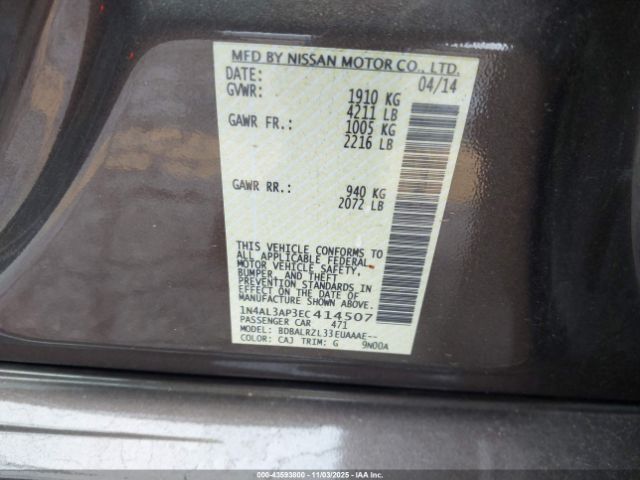 MFD BY NISSAN MOTOR CO., LTD.
DATE: 04/14
GVWR: 1910 KG
4211 LB
GAWR FR.: 1005 KG
2216 LB
GAWR RR.: 940 KG
2072 LB
THIS VEHICLE CONFORMS TO
ALL APPLICABLE FEDERAL
MOTOR VEHICLE SAFETY,
BUMPER, AND THEFT
PREVENTION STANDARDS IN
EFFECT ON THE DATE OF
MANUFACTURE SHOWN ABOVE.
1N4AL3AP3EC414507
PASSENGER CAR 471
MODEL: BDBALRZL33EUAAAE--
COLOR: CAJ TRIM: G 9N00A
© IAA 43593800 | 11/03/2025 - IAAI.com